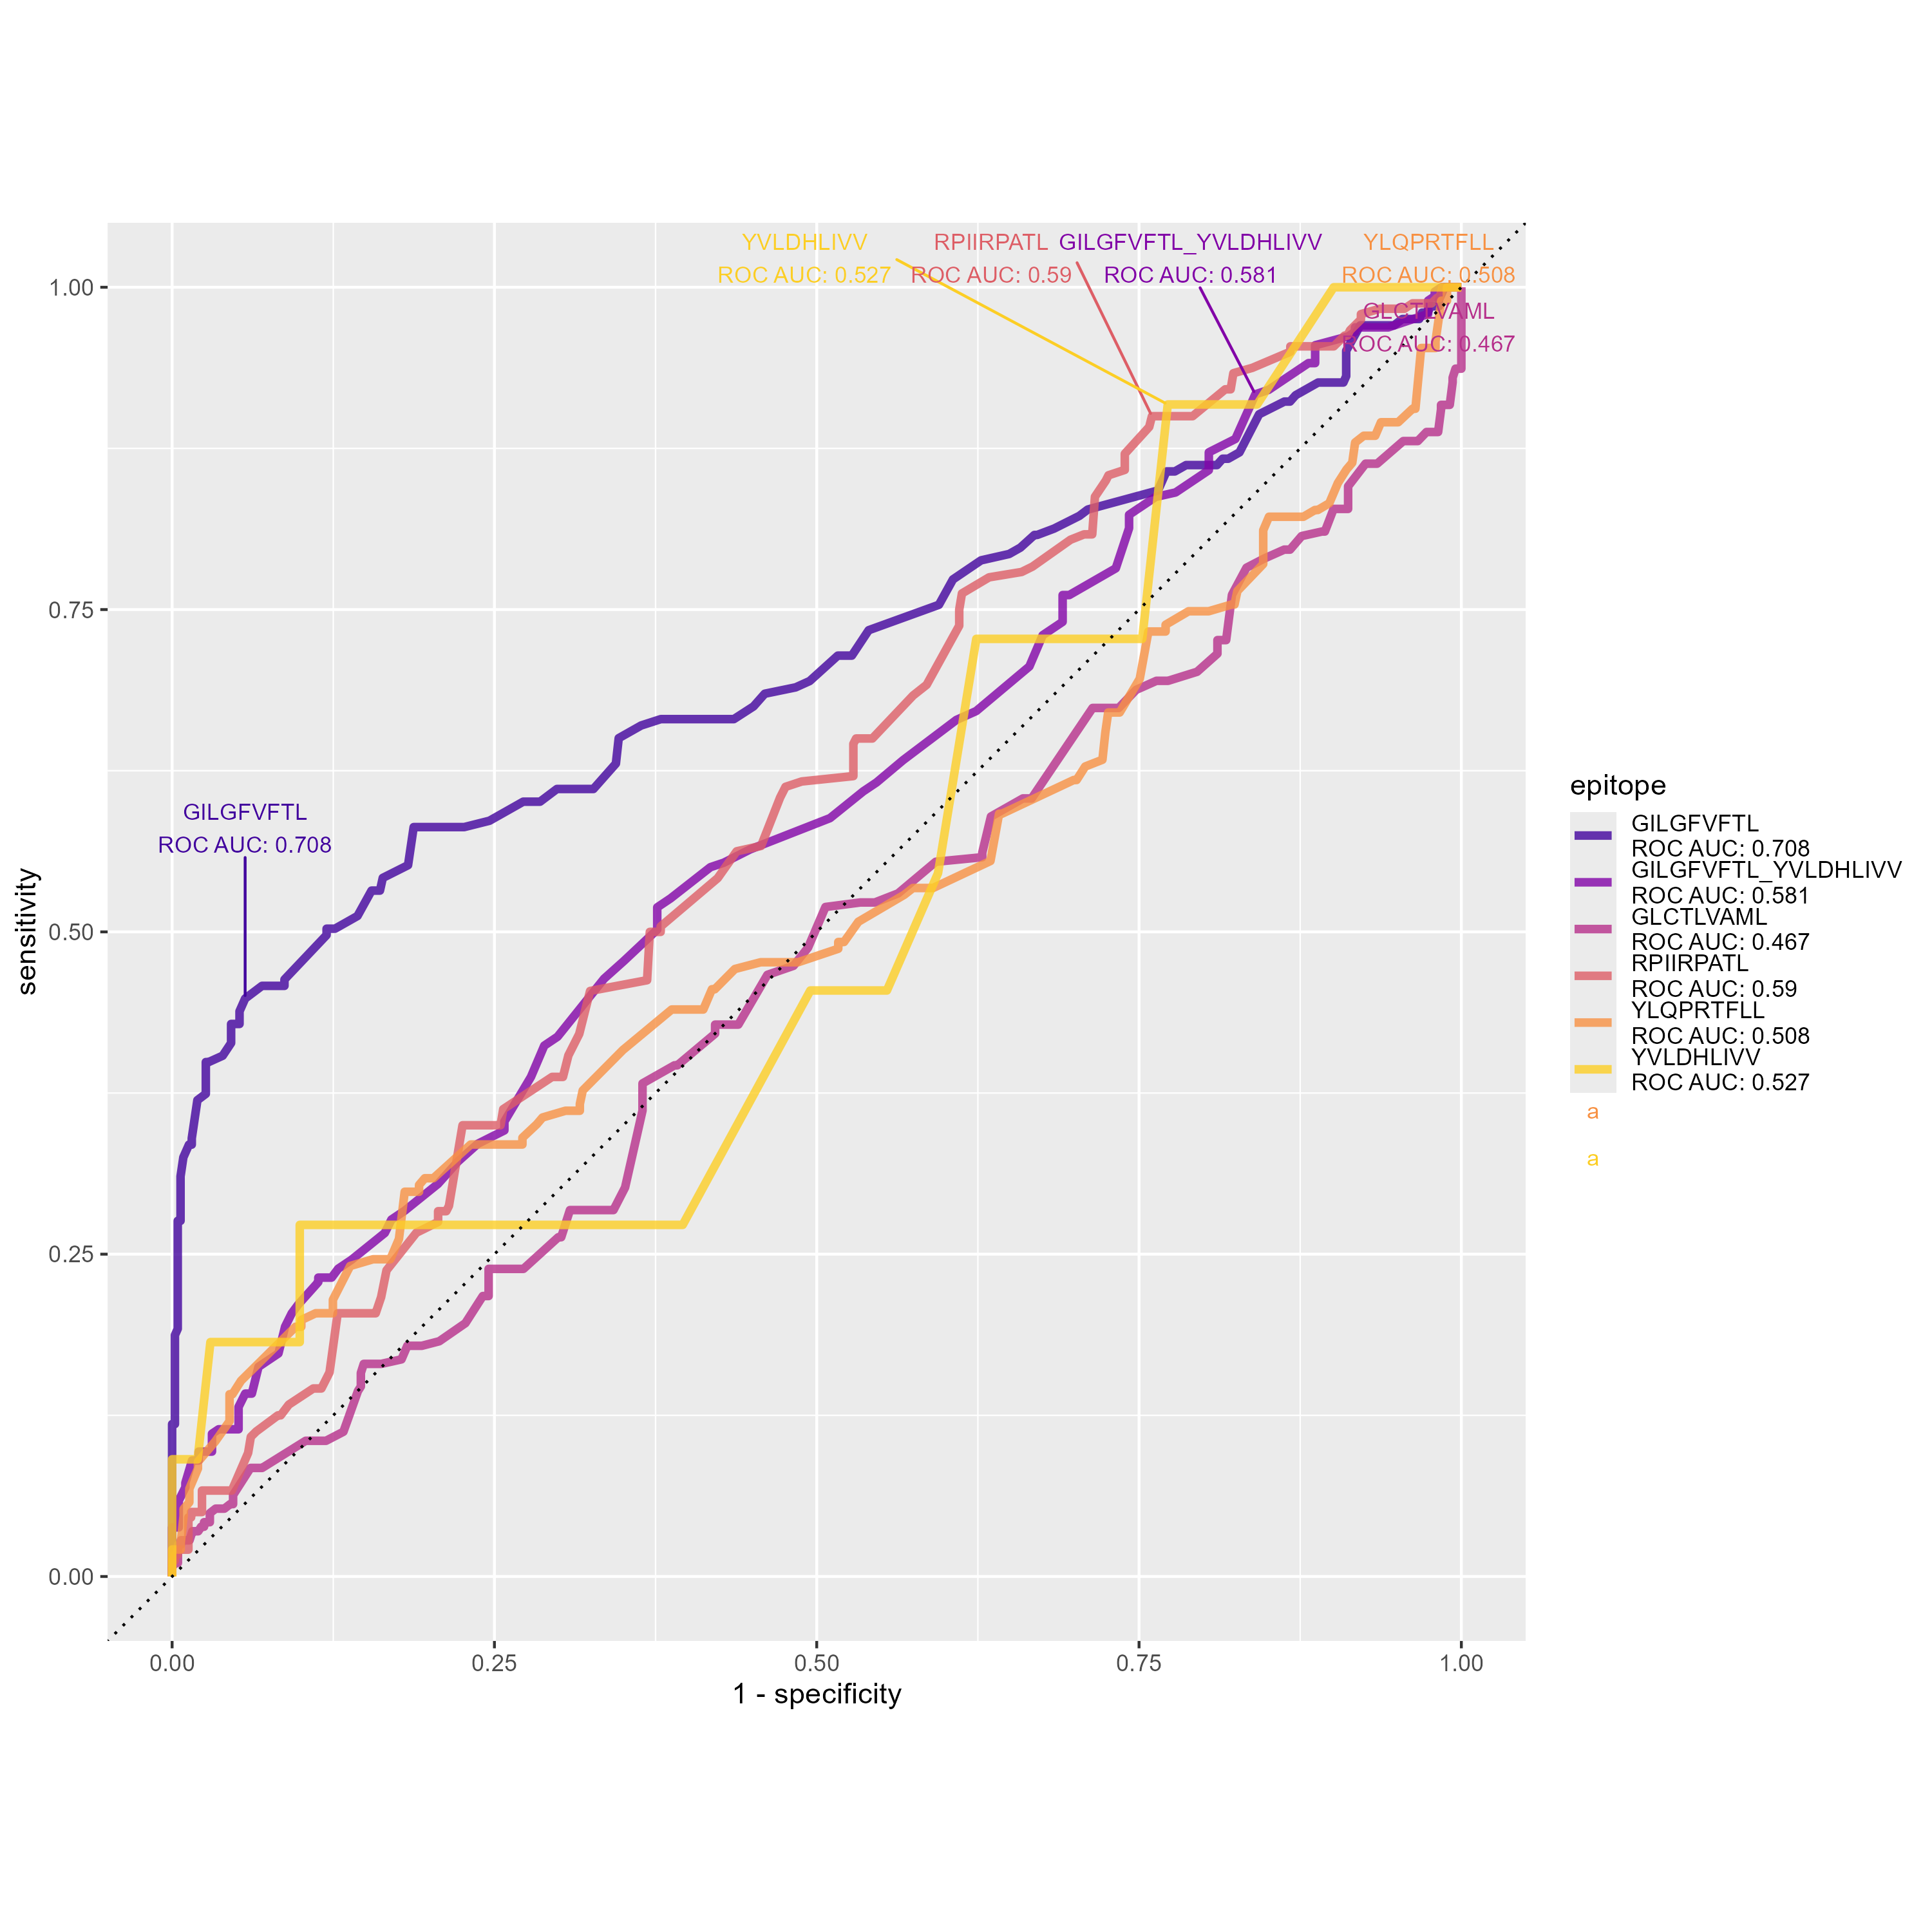 YVLDHLIVV
ROC AUC: 0.527
RPIIRPATL
ROC AUC: 0.59
GILGFVFTL_YVLDHLIVV
ROC AUC: 0.581
YLQPRTFLL
ROC AUC: 0.508
GLCTLVAML
ROC AUC: 0.467
GILGFVFTL
ROC AUC: 0.708
sensitivity
1.00
0.75
0.50
0.25
0.00
0.00
0.25
0.50
0.75
1.00
1 - specificity
epitope
GILGFVFTL
ROC AUC: 0.708
GILGFVFTL_YVLDHLIVV
ROC AUC: 0.581
GLCTLVAML
ROC AUC: 0.467
RPIIRPATL
ROC AUC: 0.59
YLQPRTFLL
ROC AUC: 0.508
YVLDHLIVV
ROC AUC: 0.527
a
a